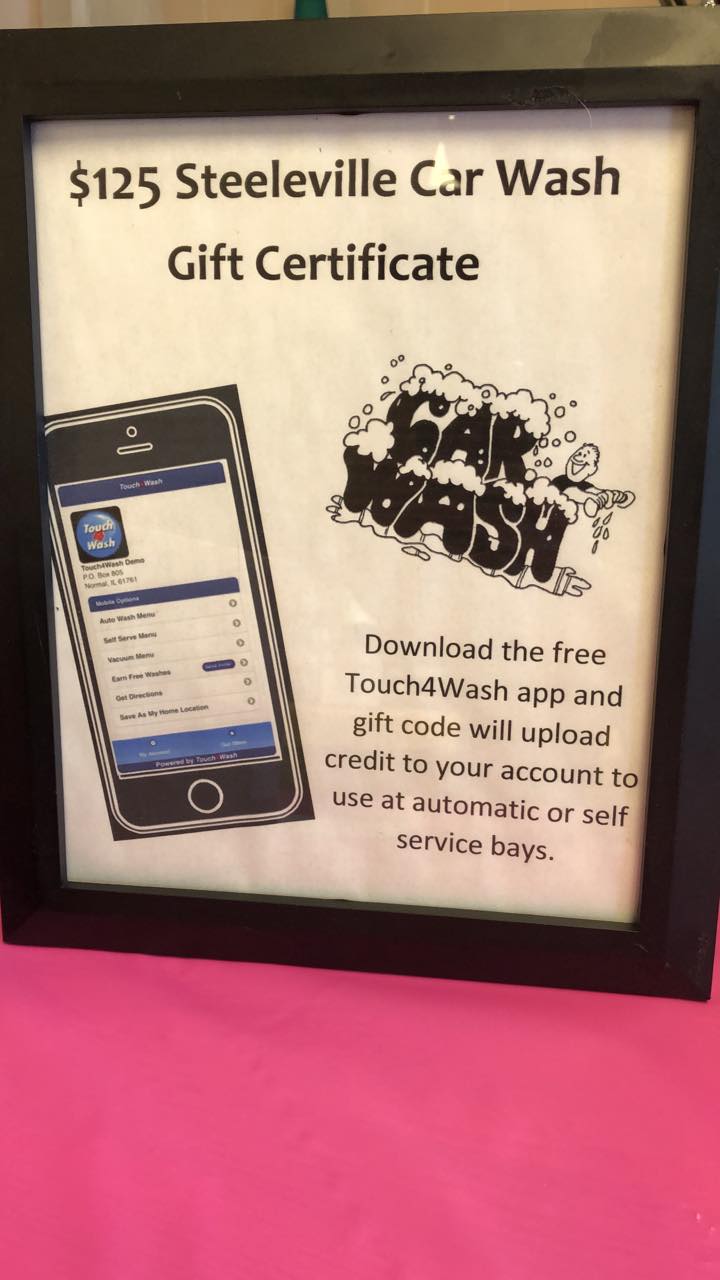 $125 Steeleville Car Wash
Gift Certificate
CAR
WASH
Touch Wash
Touch
Wash
Touch4Wash Demo
P.O. Box 805
Normal, IL 61761
Mobile Options
Auto Wash Menu
Self Serve Menu
Vacuum Menu
Earn Free Washes
Get Directions
Save As My Home Location
My Account
Powered by Touch Wash
Download the free
Touch4Wash app and
gift code will upload
credit to your account to
use at automatic or self
service bays.